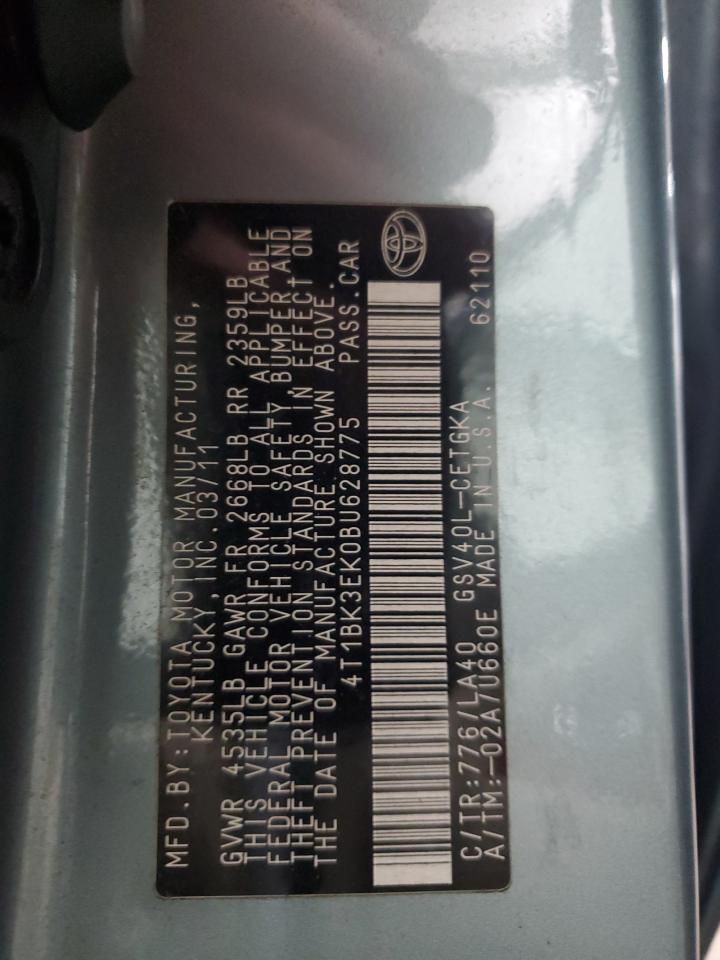 MFD.BY:TOYOTA MOTOR MANUFACTURING,
KENTUCKY,INC.03/11
GVWR 4535LB GAWR FR 2668LB RR 2359LB
THIS VEHICLE CONFORMS TO ALL APPLICABLE
FEDERAL MOTOR VEHICLE SAFETY,BUMPER,AND
THEFT PREVENTION STANDARDS IN EFFECT ON
THE DATE OF MANUFACTURE SHOWN ABOVE.
4T1BK3EK0BU628775 PASS.CAR
C/TR:776/LA40 GSV40L-CETGKA
A/TM:-02A/U660E MADE IN U.S.A. 62110